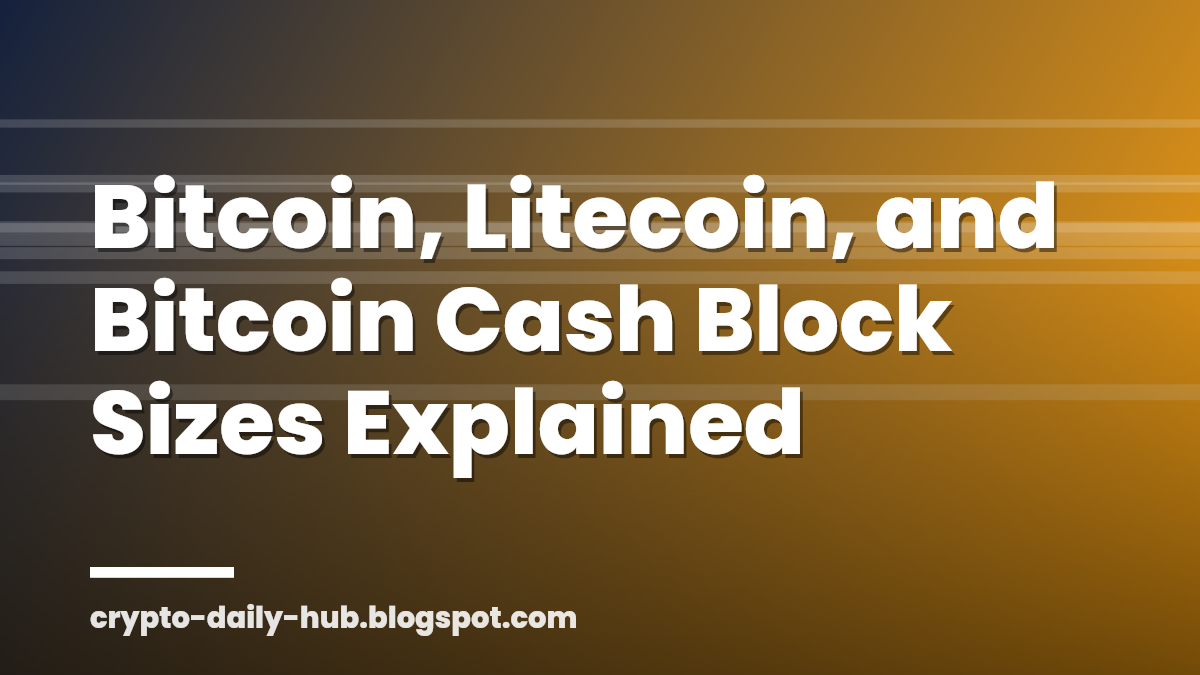 Bitcoin, Litecoin, and
Bitcoin Cash Block
Sizes Explained
crypto-daily-hub.blogspot.com